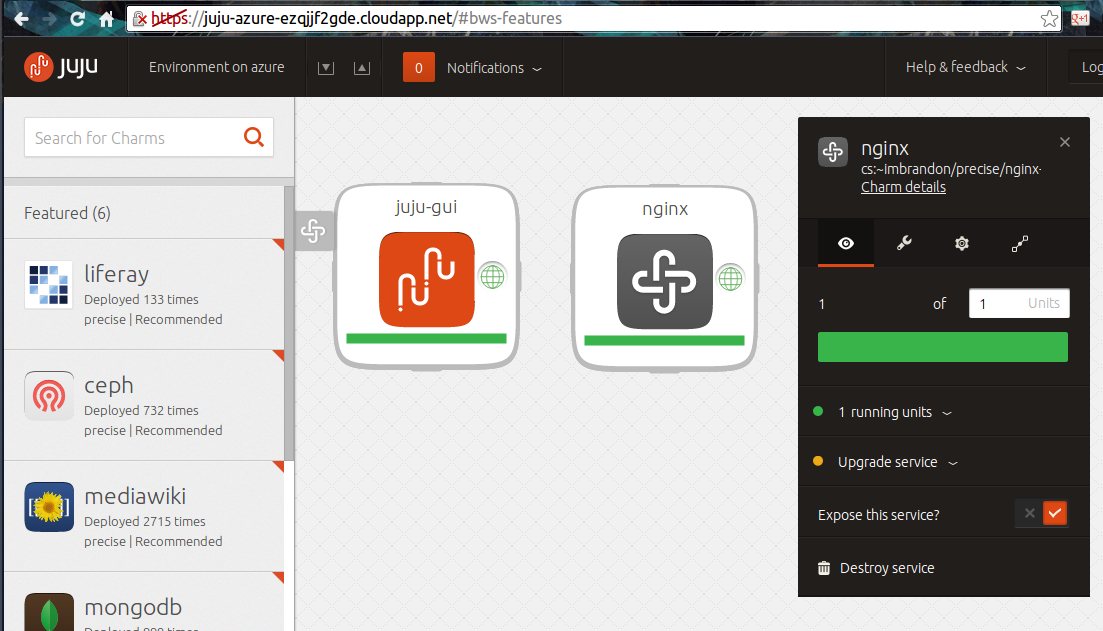 https://juju-azure-ezqjjf2gde.cloudapp.net/#bws-features
juju
Environment on azure
0
Notifications
Help & feedback
Search for Charms
Featured (6)
liferay
Deployed 133 times
precise | Recommended
ceph
Deployed 732 times
precise | Recommended
mediawiki
Deployed 2715 times
precise | Recommended
mongodb
juju-gui
nginx
nginx
cs:~imbrandon/precise/nginx-
Charm details
1 of 1 Units
1 running units
Upgrade service
Expose this service?
Destroy service